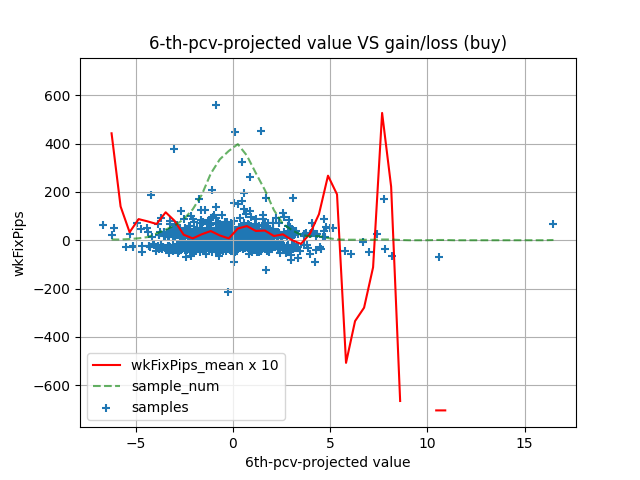 6-th-pcv-projected value VS gain/loss (buy)
wkFixPips
600
400
200
0
−200
−400
−600
wkFixPips_mean x 10
sample_num
samples
−5
0
5
10
15
6th-pcv-projected value